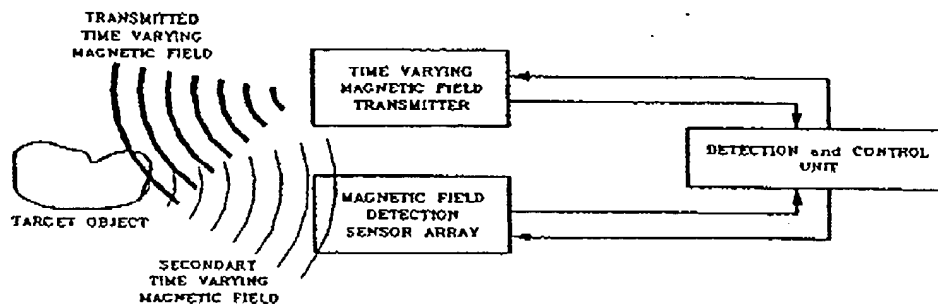 TRANSMITTED
TIME VARYING
MAGNETIC FIELD
TIME VARYING
MAGNETIC FIELD
TRANSMITTER
DETECTION and CONTROL
UNIT
TARGET OBJECT
MAGNETIC FIELD
DETECTION
SENSOR ARRAY
SECONDARY
TIME VARYING
MAGNETIC FIELD